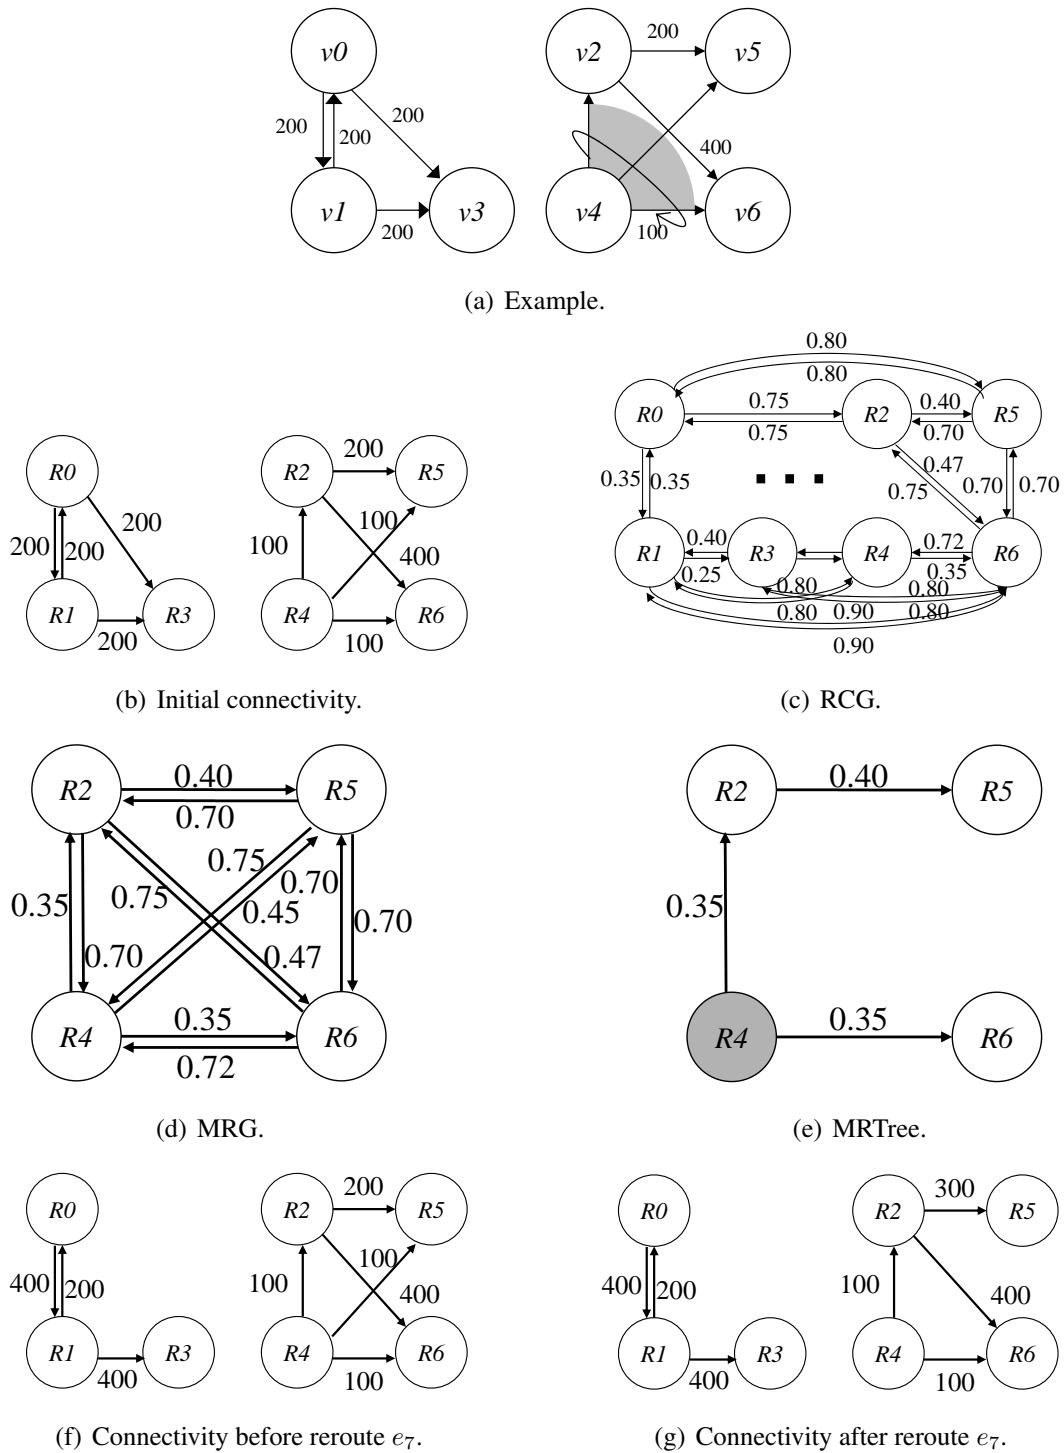 v0 v2 200 v5
200 200 200 400
v1 v3 v4 v6
200 100
(a) Example.
0.80
0.80
R0 0.75 R2 0.40 R5
0.75 0.70
0.35 0.35 0.47 0.75 0.70 0.70
R1 0.40 R3 R4 0.72 R6
0.25 0.35
0.80 0.80
0.80 0.90 0.80
0.90
R0 R2 200 R5
200 200 200 100 100 400
R1 R3 R4 R6
200 100
(b) Initial connectivity.
(c) RCG.
R2 0.40 R5
0.70
0.35 0.75 0.75 0.70 0.45 0.70
0.70 0.47
R4 0.35 R6
0.72
R2 0.40 R5
0.35
R4 0.35 R6
(d) MRG.
(e) MRTree.
R0 R2 200 R5
400 200 100 100 400
R1 R3 R4 R6
400 100
R0 R2 300 R5
400 200 100 400
R1 R3 R4 R6
400 100
(f) Connectivity before reroute e7.
(g) Connectivity after reroute e7.